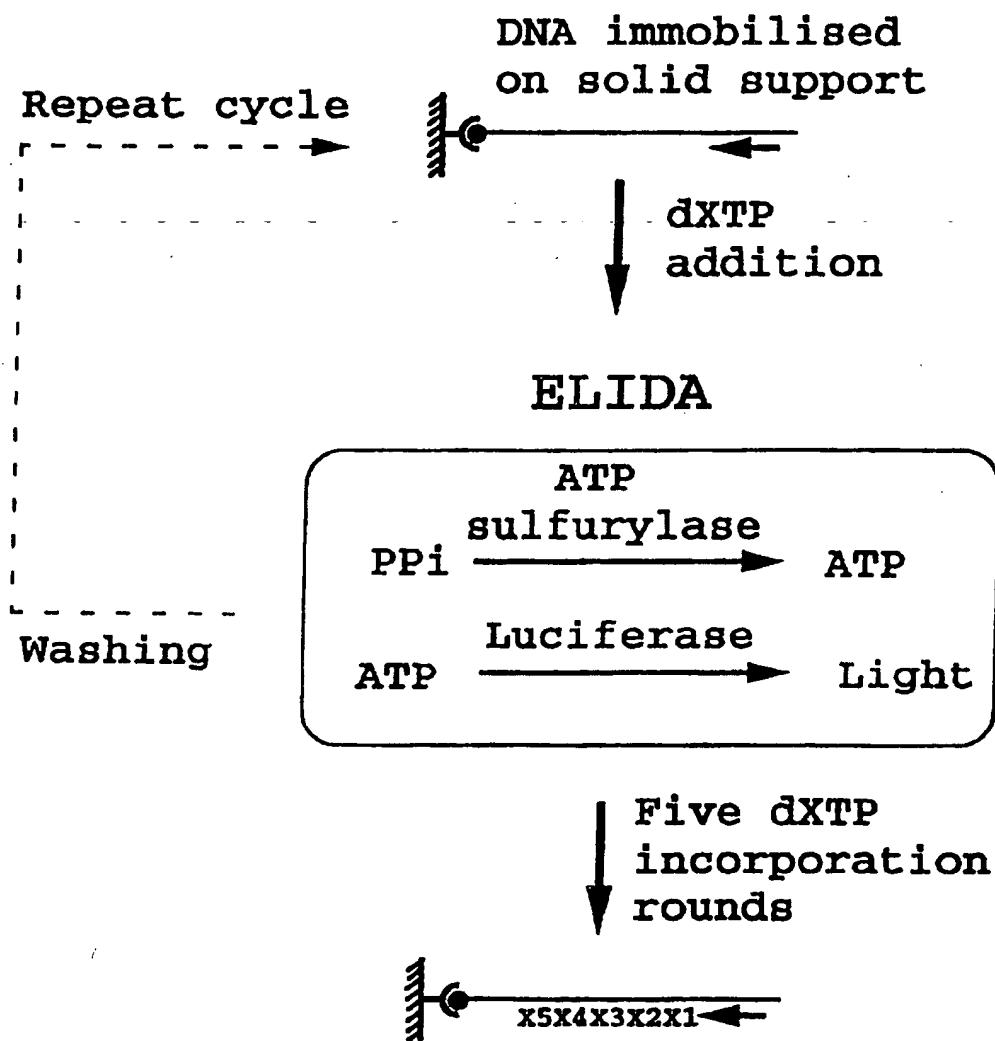 DNA immobilised
on solid support
Repeat cycle
dXTP
addition
ELIDA
ATP
sulfurylase
PPi
ATP
Luciferase
ATP
Light
Washing
Five dXTP
incorporation
rounds
X5X4X3X2X1